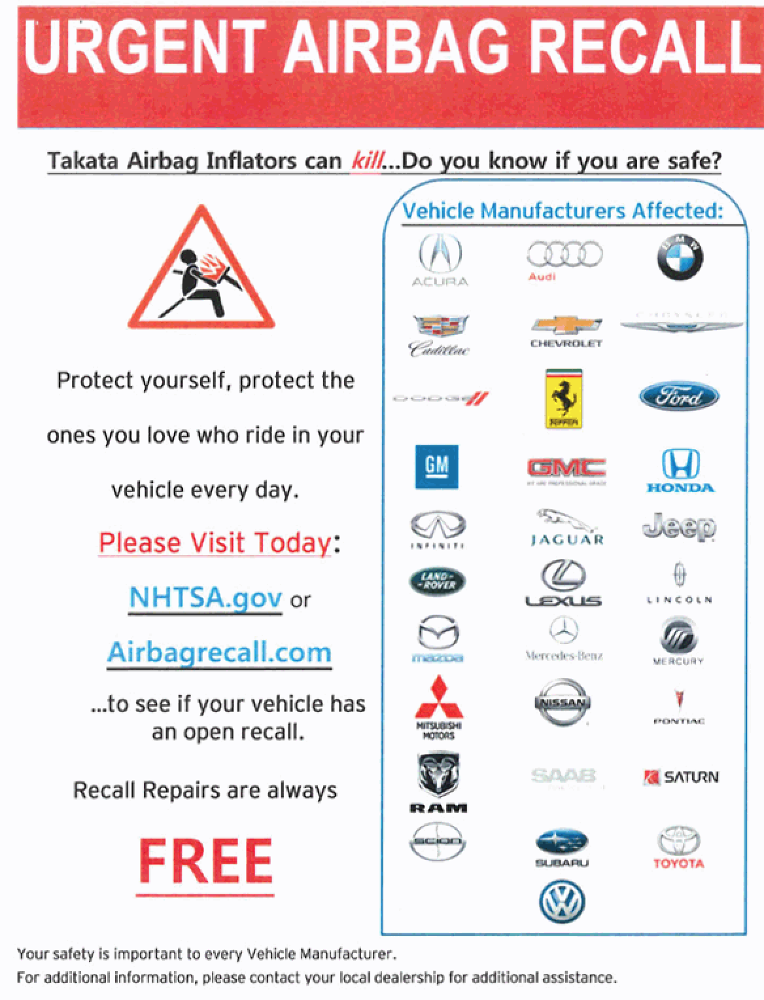 URGENT AIRBAG RECALL
Takata Airbag Inflators can kill...Do you know if you are safe?
Protect yourself, protect the
ones you love who ride in your
vehicle every day.
Please Visit Today:
NHTSA.gov or
Airbagrecall.com
...to see if your vehicle has
an open recall.
Recall Repairs are always
FREE
Vehicle Manufacturers Affected:
ACURA
Audi
BMW
Cadillac
CHEVROLET
CHRYSLER
DODGE
Ferrari
Ford
GM
GMC
WE ARE PROFESSIONAL GRADE
HONDA
INFINITI
JAGUAR
Jeep
LAND-
-ROVER
LEXUS
LINCOLN
mazda
Mercedes-Benz
MERCURY
MITSUBISHI
MOTORS
NISSAN
PONTIAC
RAM
SAAB
SATURN
SCION
SUBARU
TOYOTA
Your safety is important to every Vehicle Manufacturer.
For additional information, please contact your local dealership for additional assistance.